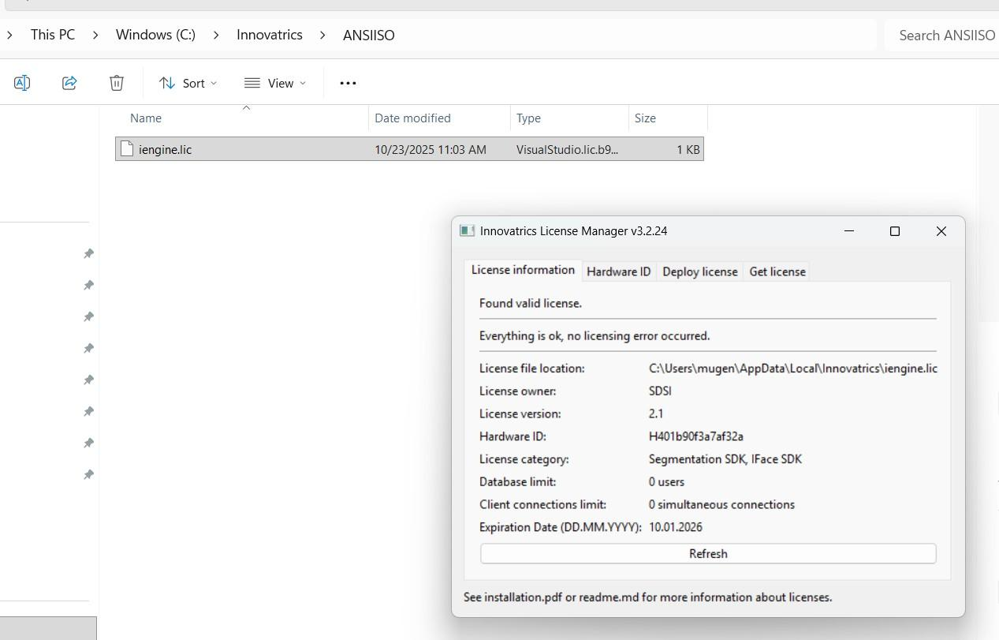 This PC
Windows (C:)
Innovatrics
ANSIISO
Search ANSIISO
Sort
View
Name
Date modified
Type
Size
iengine.lic
10/23/2025 11:03 AM
VisualStudio.lic.b9...
1 KB
Innovatrics License Manager v3.2.24
License information
Hardware ID
Deploy license
Get license
Found valid license.
Everything is ok, no licensing error occurred.
License file location: C:\Users\mugen\AppData\Local\Innovatrics\iengine.lic
License owner: SDSI
License version: 2.1
Hardware ID: H401b90f3a7af32a
License category: Segmentation SDK, IFace SDK
Database limit: 0 users
Client connections limit: 0 simultaneous connections
Expiration Date (DD.MM.YYYY): 10.01.2026
Refresh
See installation.pdf or readme.md for more information about licenses.